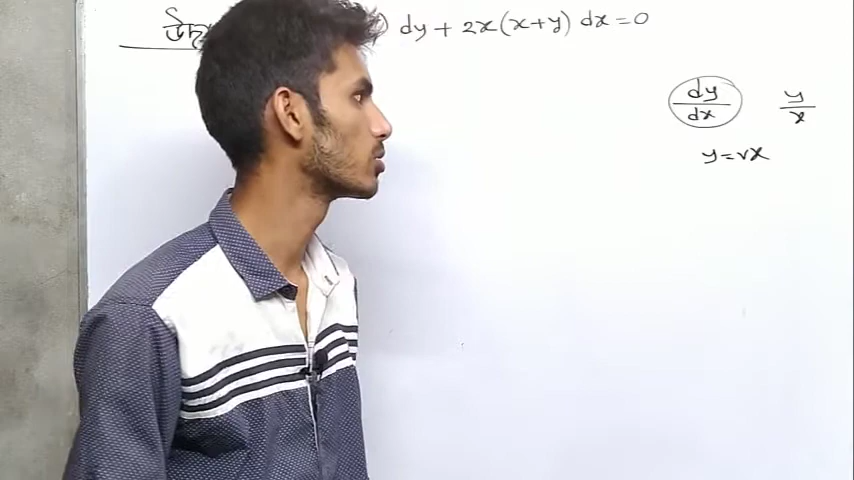 ) dy + 2x(x+y) dx = 0
dy/dx y/x
y = vx